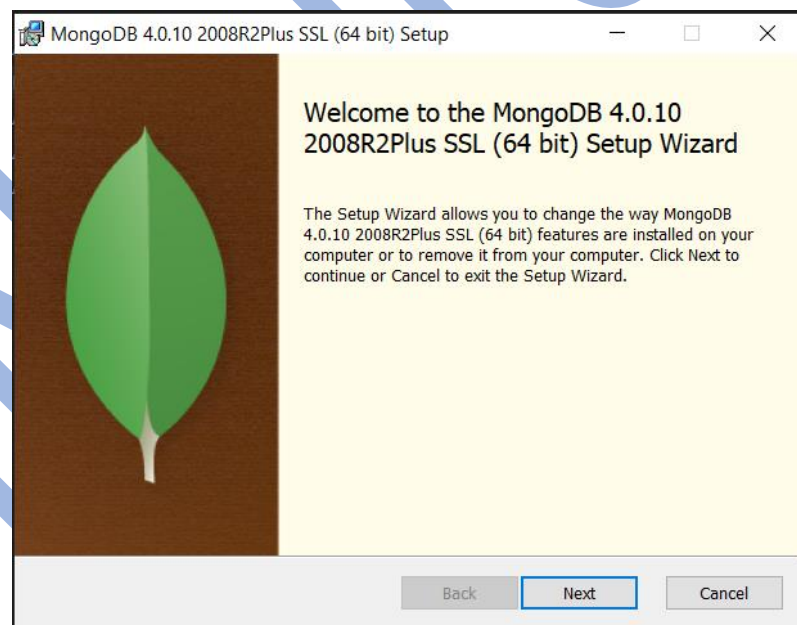 MongoDB 4.0.10 2008R2Plus SSL (64 bit) Setup
Welcome to the MongoDB 4.0.10
2008R2Plus SSL (64 bit) Setup Wizard
The Setup Wizard allows you to change the way MongoDB
4.0.10 2008R2Plus SSL (64 bit) features are installed on your
computer or to remove it from your computer. Click Next to
continue or Cancel to exit the Setup Wizard.
Back Next Cancel